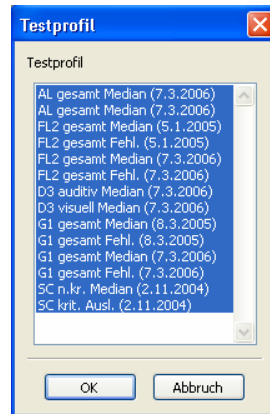 Testprofil
Testprofil
AL gesamt Median (7.3.2006)
AL gesamt Median (7.3.2006)
FL2 gesamt Median (5.1.2005)
FL2 gesamt Fehl. (5.1.2005)
FL2 gesamt Median (7.3.2006)
FL2 gesamt Fehl. (7.3.2006)
D3 auditiv Median (7.3.2006)
D3 visuell Median (7.3.2006)
G1 gesamt Median (8.3.2005)
G1 gesamt Fehl. (8.3.2005)
G1 gesamt Median (7.3.2006)
G1 gesamt Fehl. (7.3.2006)
SC n.kr. Median (2.11.2004)
SC krit. Ausl. (2.11.2004)
OK Abbruch